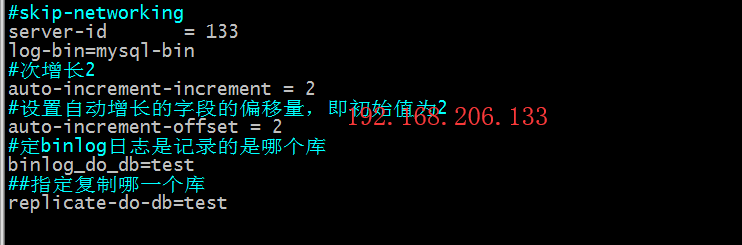 #skip-networking
server-id       = 133
log-bin=mysql-bin
#次增长2
auto-increment-increment = 2
#设置自动增长的字段的偏移量，即初始值为2
192.168.206.133
auto-increment-offset = 2
#定binlog日志是记录的是哪个库
binlog_do_db=test
##指定复制哪一个库
replicate-do-db=test